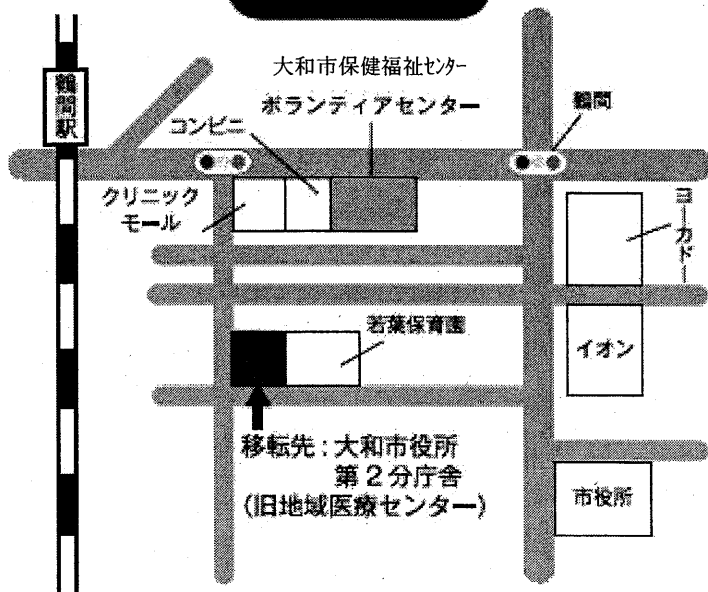 大和市保健福祉センター
ボランティアセンター
鶴間
鶴間駅
コンビニ
クリニック
モール
ヨーカドー
若葉保育園
イオン
移転先：大和市役所
第２分庁舎
(旧地域医療センター)
市役所